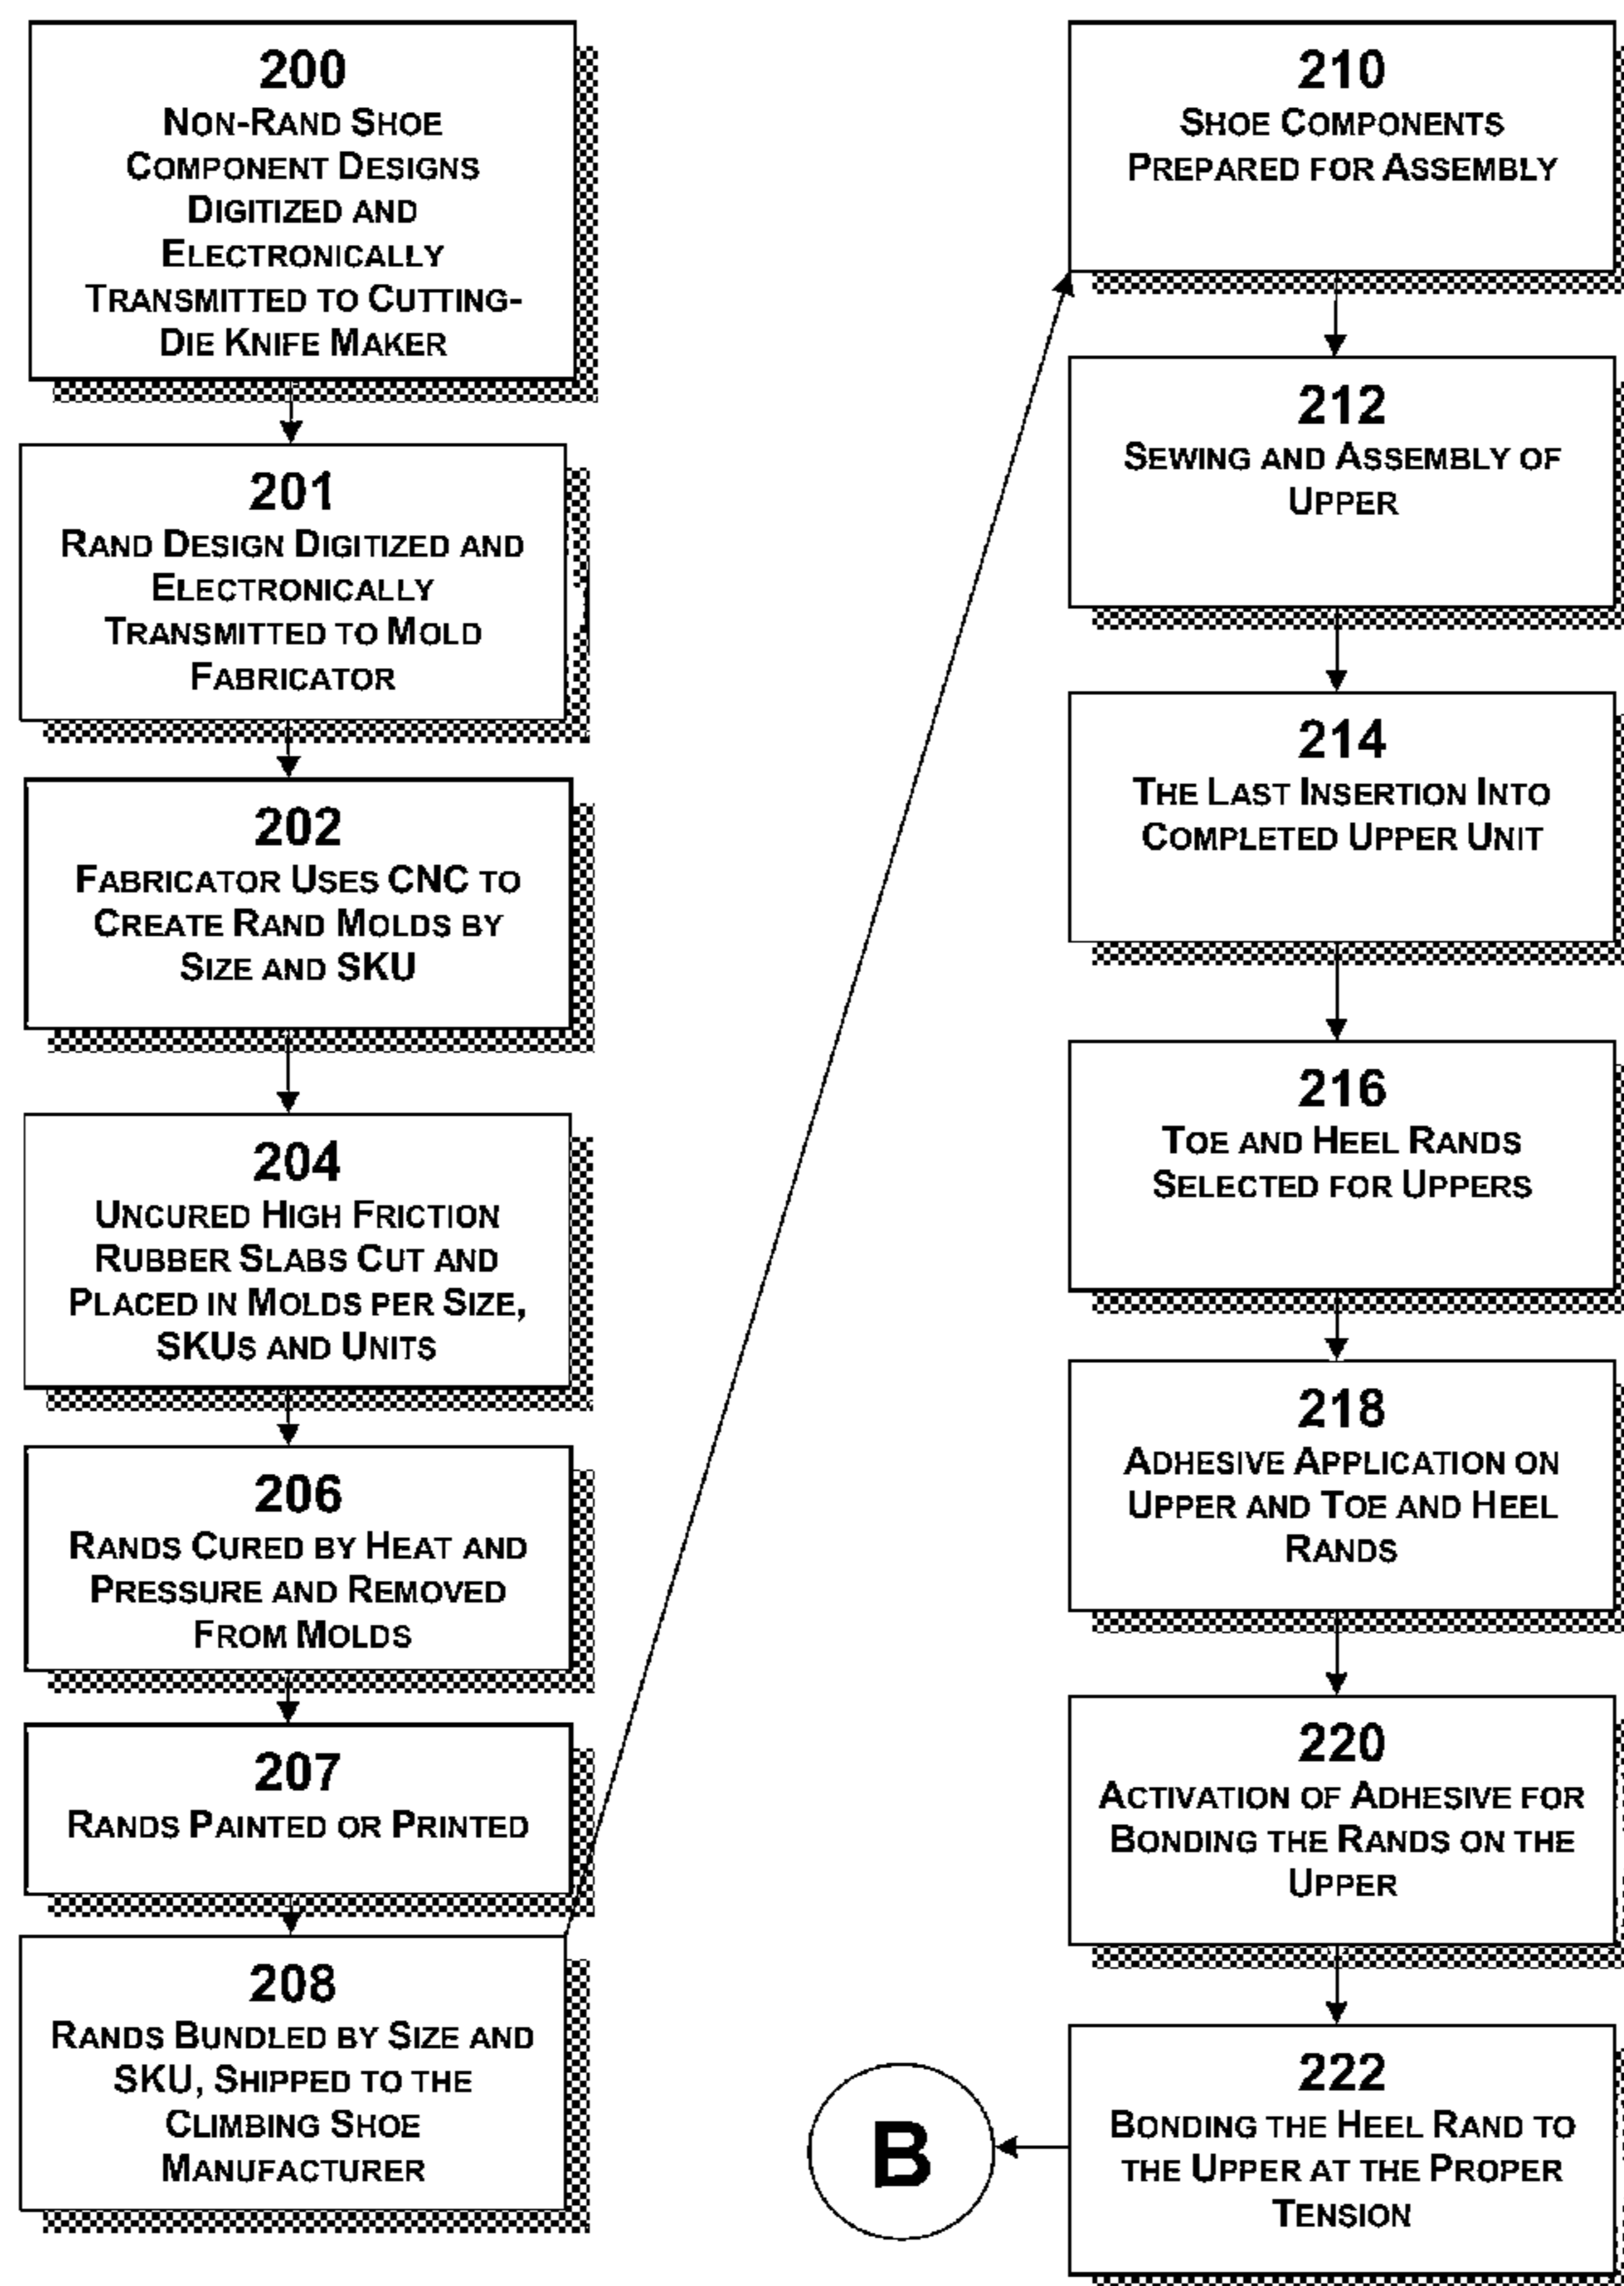 200
NON-RAND SHOE
COMPONENT DESIGNS
DIGITIZED AND
ELECTRONICALLY
TRANSMITTED TO CUTTING-
DIE KNIFE MAKER
201
RAND DESIGN DIGITIZED AND
ELECTRONICALLY
TRANSMITTED TO MOLD
FABRICATOR
202
FABRICATOR USES CNC TO
CREATE RAND MOLDS BY
SIZE AND SKU
204
UNCURED HIGH FRICTION
RUBBER SLABS CUT AND
PLACED IN MOLDS PER SIZE,
SKUS AND UNITS
206
RANDS CURED BY HEAT AND
PRESSURE AND REMOVED
FROM MOLDS
207
RANDS PAINTED OR PRINTED
208
RANDS BUNDLED BY SIZE AND
SKU, SHIPPED TO THE
CLIMBING SHOE
MANUFACTURER
210
SHOE COMPONENTS
PREPARED FOR ASSEMBLY
212
SEWING AND ASSEMBLY OF
UPPER
214
THE LAST INSERTION INTO
COMPLETED UPPER UNIT
216
TOE AND HEEL RANDS
SELECTED FOR UPPERS
218
ADHESIVE APPLICATION ON
UPPER AND TOE AND HEEL
RANDS
220
ACTIVATION OF ADHESIVE FOR
BONDING THE RANDS ON THE
UPPER
222
BONDING THE HEEL RAND TO
THE UPPER AT THE PROPER
TENSION
B